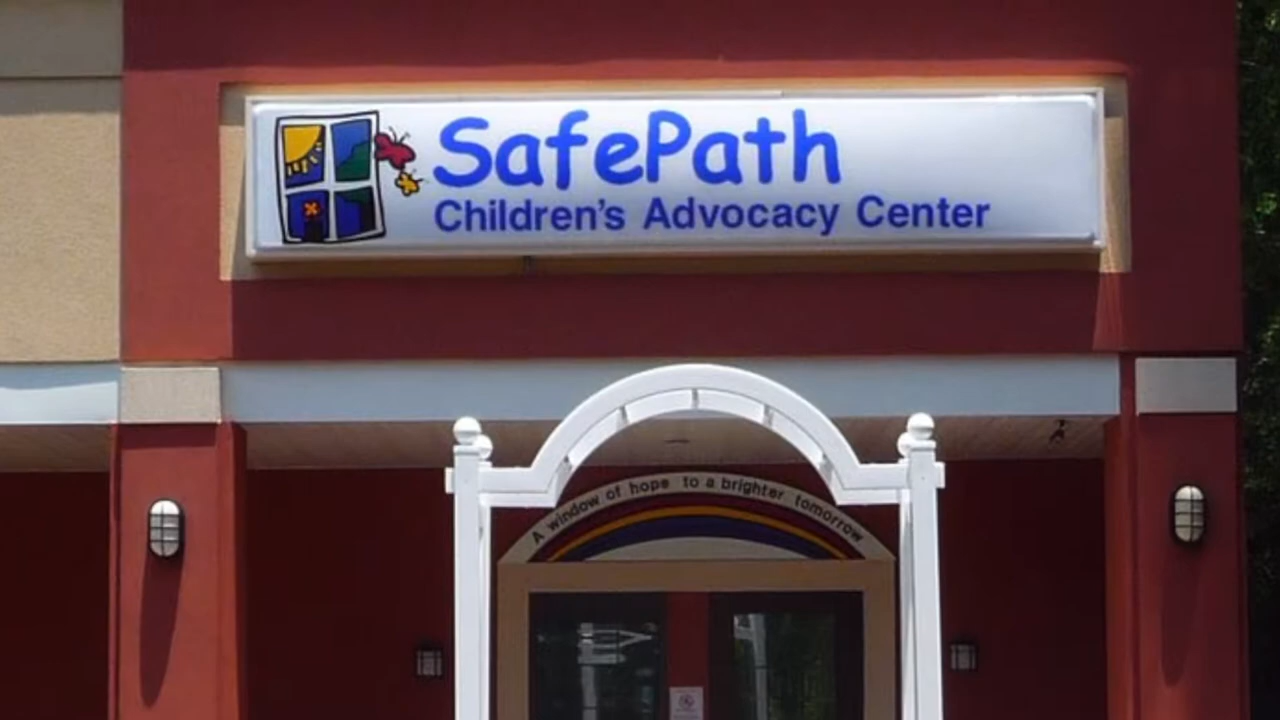 SafePath
Children's Advocacy Center
A window of hope to a brighter tomorrow